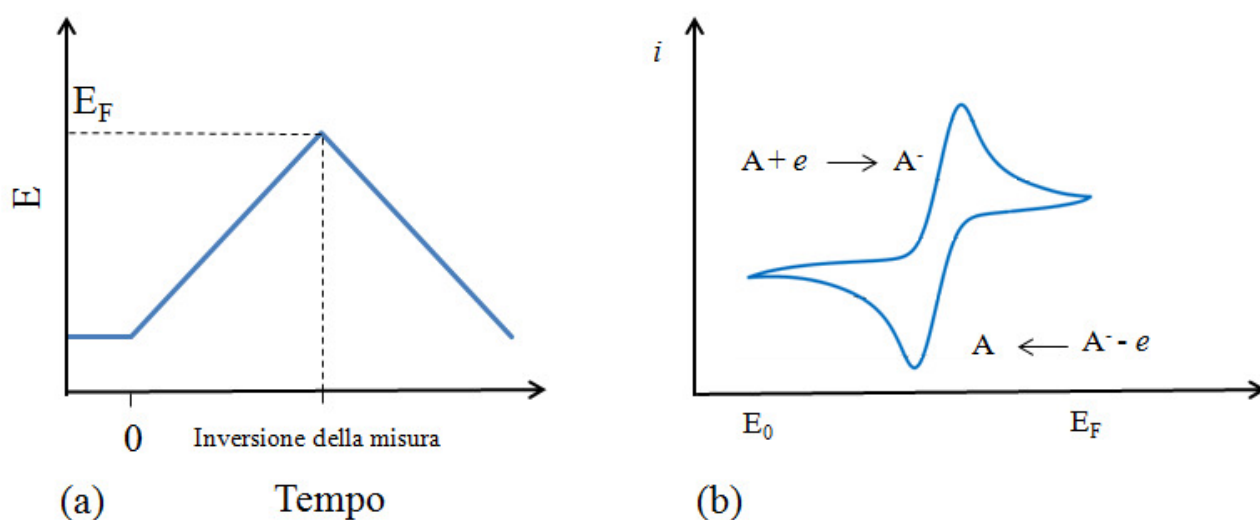 E_F
E
0
Inversione della misura
(a)
Tempo
i
A + e → A⁻
A ← A⁻ - e
E₀
E_F
(b)